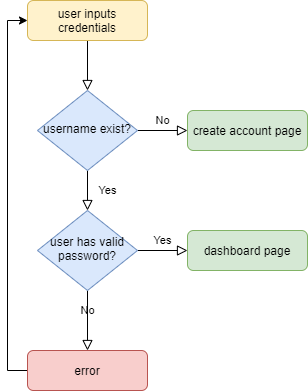 user inputs
credentials
username exist?
No
create account page
Yes
user has valid
password?
Yes
dashboard page
No
error